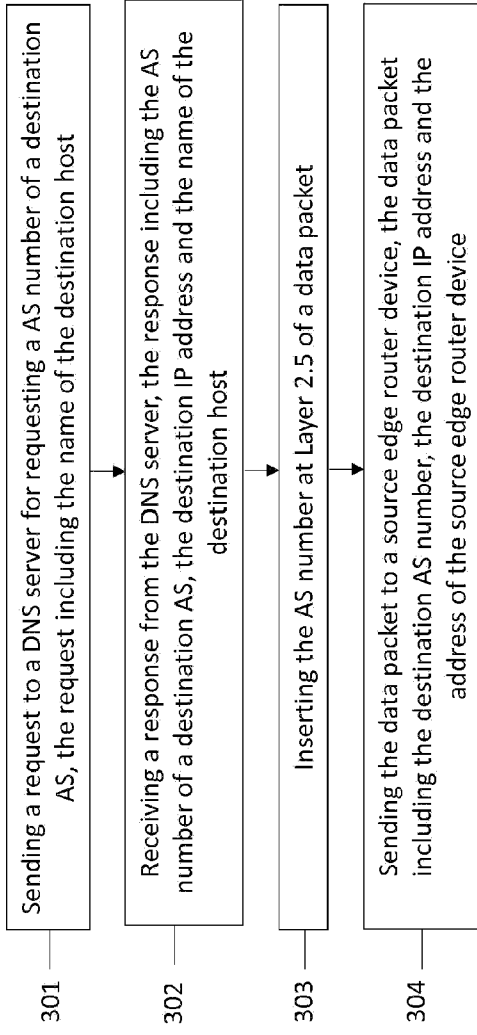 301
Sending a request to a DNS server for requesting a AS number of a destination
AS, the request including the name of the destination host
302
Receiving a response from the DNS server, the response including the AS
number of a destination AS, the destination IP address and the name of the
destination host
303
Inserting the AS number at Layer 2.5 of a data packet
304
Sending the data packet to a source edge router device, the data packet
including the destination AS number, the destination IP address and the
address of the source edge router device